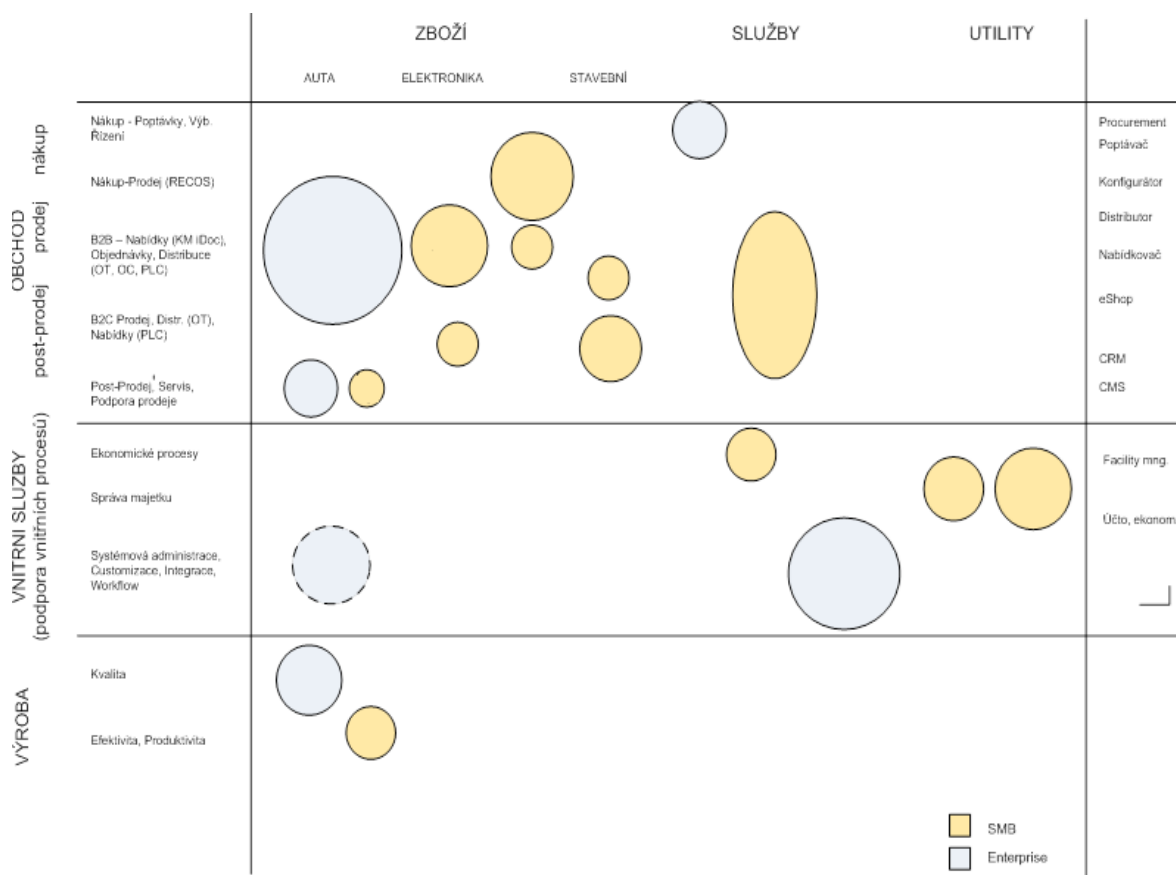 ZBOŽÍ
SLUŽBY
UTILITY
AUTA
ELEKTRONIKA
STAVEBNÍ
OBCHOD
nákup
prodej
post-prodej
Nákup - Poptávky, Výb.
Řízení
Nákup-Prodej (RECOS)
B2B – Nabídky (KM iDoc),
Objednávky, Distribuce
(OT, OC, PLC)
B2C Prodej, Distr. (OT),
Nabídky (PLC)
Post-Prodej, Servis,
Podpora prodeje
Procurement
Poptávač
Konfigurátor
Distributor
Nabídkovač
eShop
CRM
CMS
VNITRNI SLUZBY
(podpora vnitřních procesů)
Ekonomické procesy
Správa majetku
Systémová administrace,
Customizace, Integrace,
Workflow
Facility mng.
Účto, ekonom
VÝROBA
Kvalita
Efektivita, Produktivita
SMB
Enterprise